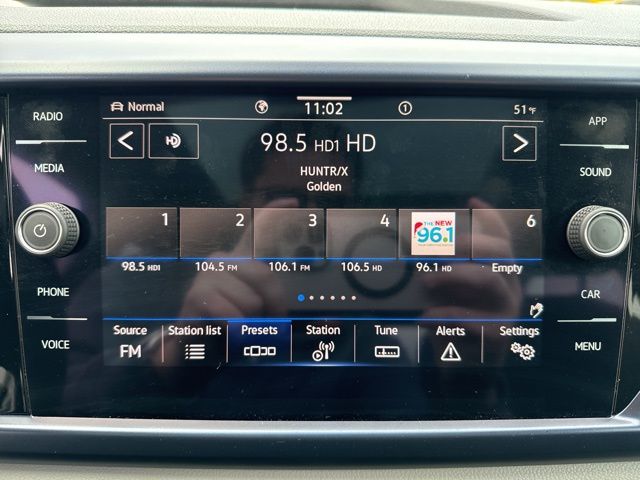 RADIO
MEDIA
PHONE
VOICE
Normal
11:02
1
51 °F
HD
98.5 HD1 HD
HUNTR/X
Golden
1
2
3
4
THE NEW
96.1
6
98.5 HD1
104.5 FM
106.1 FM
106.5 HD
96.1 HD
Empty
Source
FM
Station list
Presets
Station
Tune
Alerts
Settings
APP
SOUND
CAR
MENU